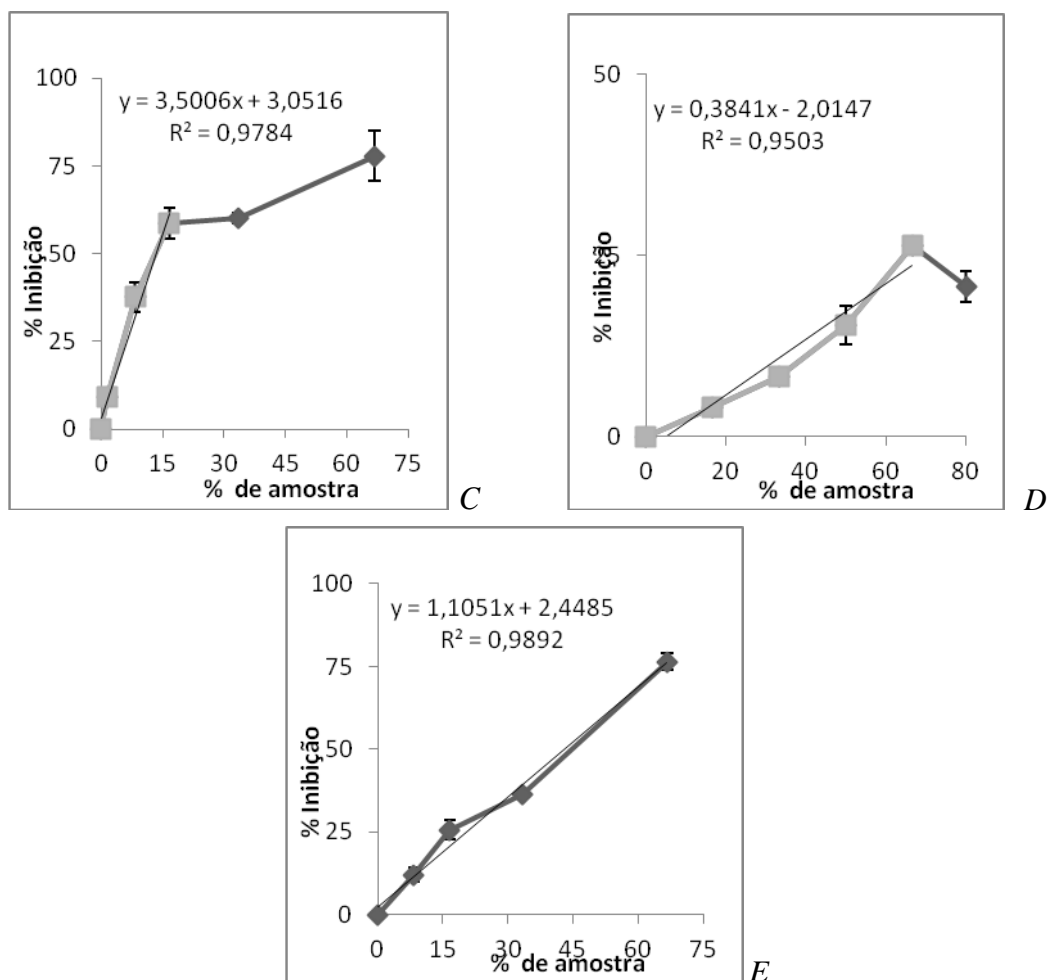 100
y = 3,5006x + 3,0516
R² = 0,9784
75
50
25
0
% Inibição
0 15 30 45 60 75
% de amostra
C
50
y = 0,3841x - 2,0147
R² = 0,9503
25
0
% Inibição
0 20 40 60 80
% de amostra
D
100
y = 1,1051x + 2,4485
R² = 0,9892
75
50
25
0
% Inibição
0 15 30 45 60 75
% de amostra
E